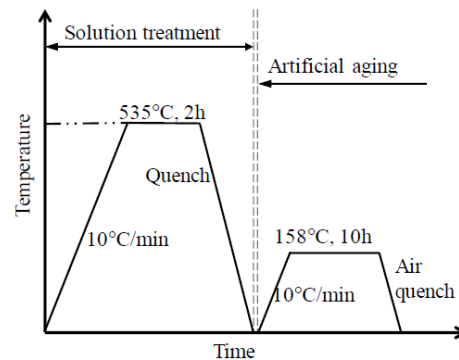 Solution treatment
Artificial aging
535°C, 2h
Quench
10°C/min
158°C, 10h
10°C/min
Air
quench
Temperature
Time